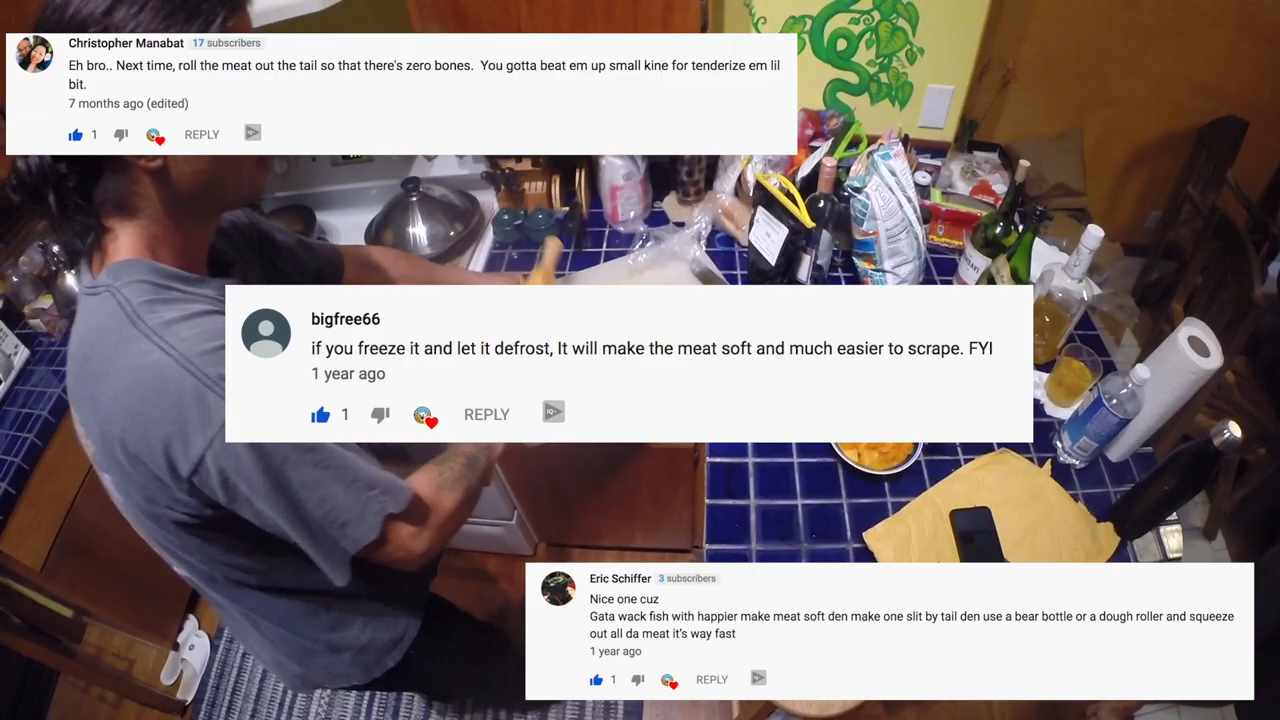 Christopher Manabat 17 subscribers
Eh bro.. Next time, roll the meat out the tail so that there's zero bones. You gotta beat em up small kine for tenderize em lil
bit.
7 months ago (edited)
1 REPLY
bigfree66
if you freeze it and let it defrost, It will make the meat soft and much easier to scrape. FYI
1 year ago
1 REPLY
Eric Schiffer 3 subscribers
Nice one cuz
Gata wack fish with happier make meat soft den make one slit by tail den use a bear bottle or a dough roller and squeeze
out all da meat it's way fast
1 year ago
1 REPLY